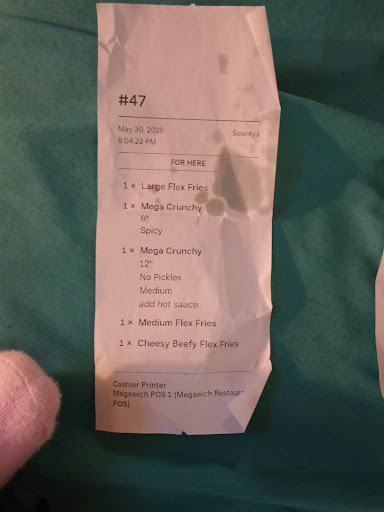 #47
May 30, 2025 Sowmya
8:04:22 PM
FOR HERE
1 × Large Flex Fries
1 × Mega Crunchy
6"
Spicy
1 × Mega Crunchy
12"
No Pickles
Medium
add hot sauce
1 × Medium Flex Fries
1 × Cheesy Beefy Flex Fries
Cashier Printer
Megawich POS 1 (Megawich Restaur
POS)